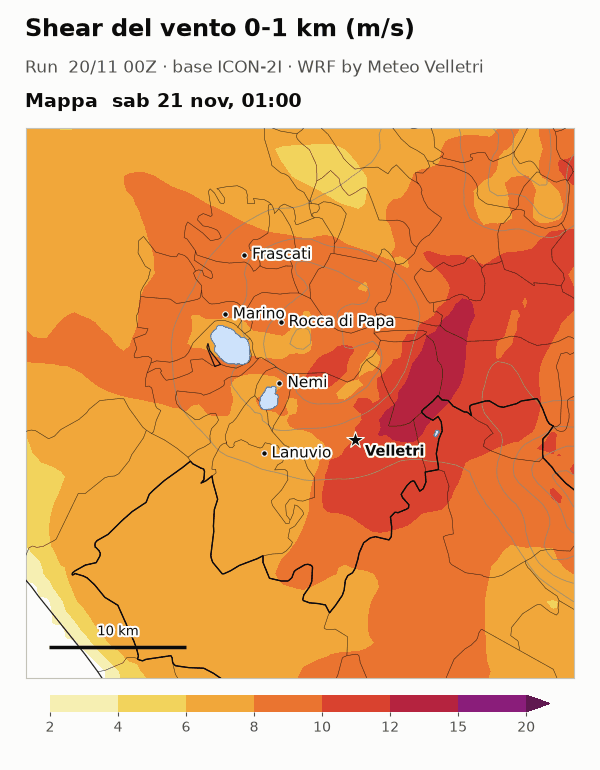 Shear del vento 0-1 km (m/s)
Run  20/11 00Z · base ICON-2I · WRF by Meteo Velletri
Mappa  sab 21 nov, 01:00
Frascati
Marino
Rocca di Papa
Nemi
Velletri
Lanuvio
10 km
2 4 6 8 10 12 15 20